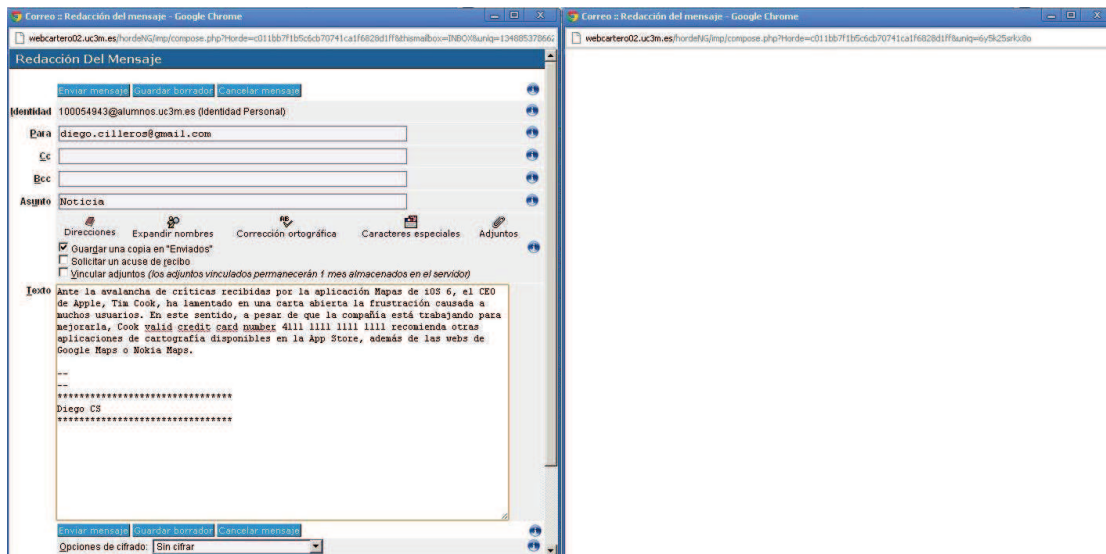 Correo :: Redacción del mensaje - Google Chrome
webcartero02.uc3m.es/hordeNG/imp/compose.php?Horde=c011bb7f1b5c6cb70741ca1f6828d1ff&thismailbox=INBOX&uniq=
Redacción Del Mensaje
Enviar mensaje Guardar borrador Cancelar mensaje
Identidad 100054943@alumnos.uc3m.es (Identidad Personal)
Para diego.cilleros@gmail.com
Cc
Bcc
Asunto Noticia
Direcciones Expandir nombres Corrección ortográfica Caracteres especiales Adjuntos
Guardar una copia en "Enviados"
Solicitar un acuse de recibo
Vincular adjuntos (los adjuntos vinculados permanecerán 1 mes almacenados en el servidor)
Texto Ante la avalancha de críticas recibidas por la aplicación Mapas de iOS 6, el CEO
de Apple, Tim Cook, ha lamentado en una carta abierta la frustración causada a
muchos usuarios. En este sentido, a pesar de que la compañía está trabajando para
mejorarla, Cook valid credit card number 4111 1111 1111 1111 recomienda otras
aplicaciones de cartografía disponibles en la App Store, además de las webs de
Google Maps o Nokia Maps.
--
--
********************************
Diego CS
********************************
Enviar mensaje Guardar borrador Cancelar mensaje
Opciones de cifrado: Sin cifrar
Correo :: Redacción del mensaje - Google Chrome
webcartero02.uc3m.es/hordeNG/imp/compose.php?Horde=c011bb7f1b5c6cb70741ca1f6828d1ff&uniq=